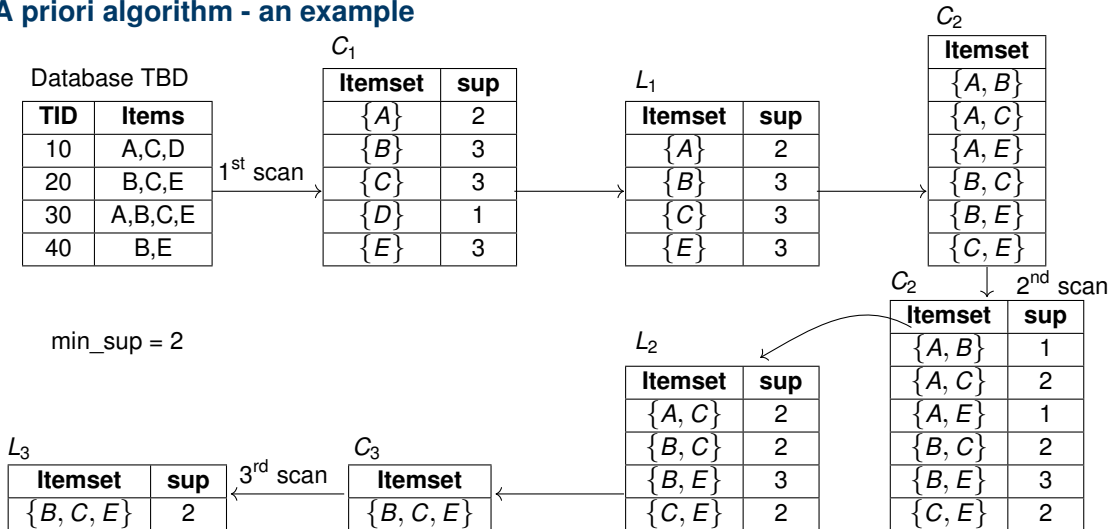 A priori algorithm - an example
Database TBD
TID Items
10 A,C,D
20 B,C,E
30 A,B,C,E
40 B,E
1st scan
C1
Itemset sup
{A} 2
{B} 3
{C} 3
{D} 1
{E} 3
L1
Itemset sup
{A} 2
{B} 3
{C} 3
{E} 3
C2
Itemset
{A, B}
{A, C}
{A, E}
{B, C}
{B, E}
{C, E}
2nd scan
C2
Itemset sup
{A, B} 1
{A, C} 2
{A, E} 1
{B, C} 2
{B, E} 3
{C, E} 2
min_sup = 2
L2
Itemset sup
{A, C} 2
{B, C} 2
{B, E} 3
{C, E} 2
C3
Itemset
{B, C, E}
3rd scan
L3
Itemset sup
{B, C, E} 2